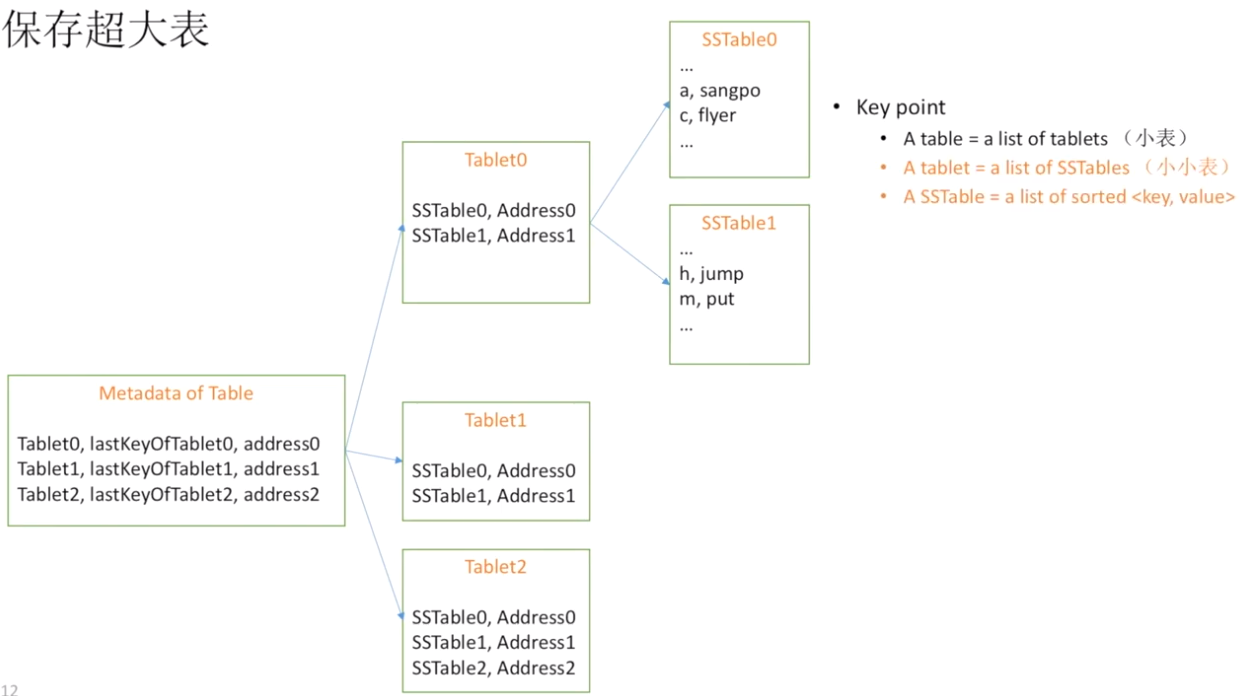 保存超大表
SSTable0
...
a, sangpo
c, flyer
...
Key point
A table = a list of tablets （小表）
A tablet = a list of SSTables （小小表）
A SSTable = a list of sorted <key, value>
Tablet0
SSTable0, Address0
SSTable1, Address1
SSTable1
...
h, jump
m, put
...
Metadata of Table
Tablet0, lastKeyOfTablet0, address0
Tablet1, lastKeyOfTablet1, address1
Tablet2, lastKeyOfTablet2, address2
Tablet1
SSTable0, Address0
SSTable1, Address1
Tablet2
SSTable0, Address0
SSTable1, Address1
SSTable2, Address2
12